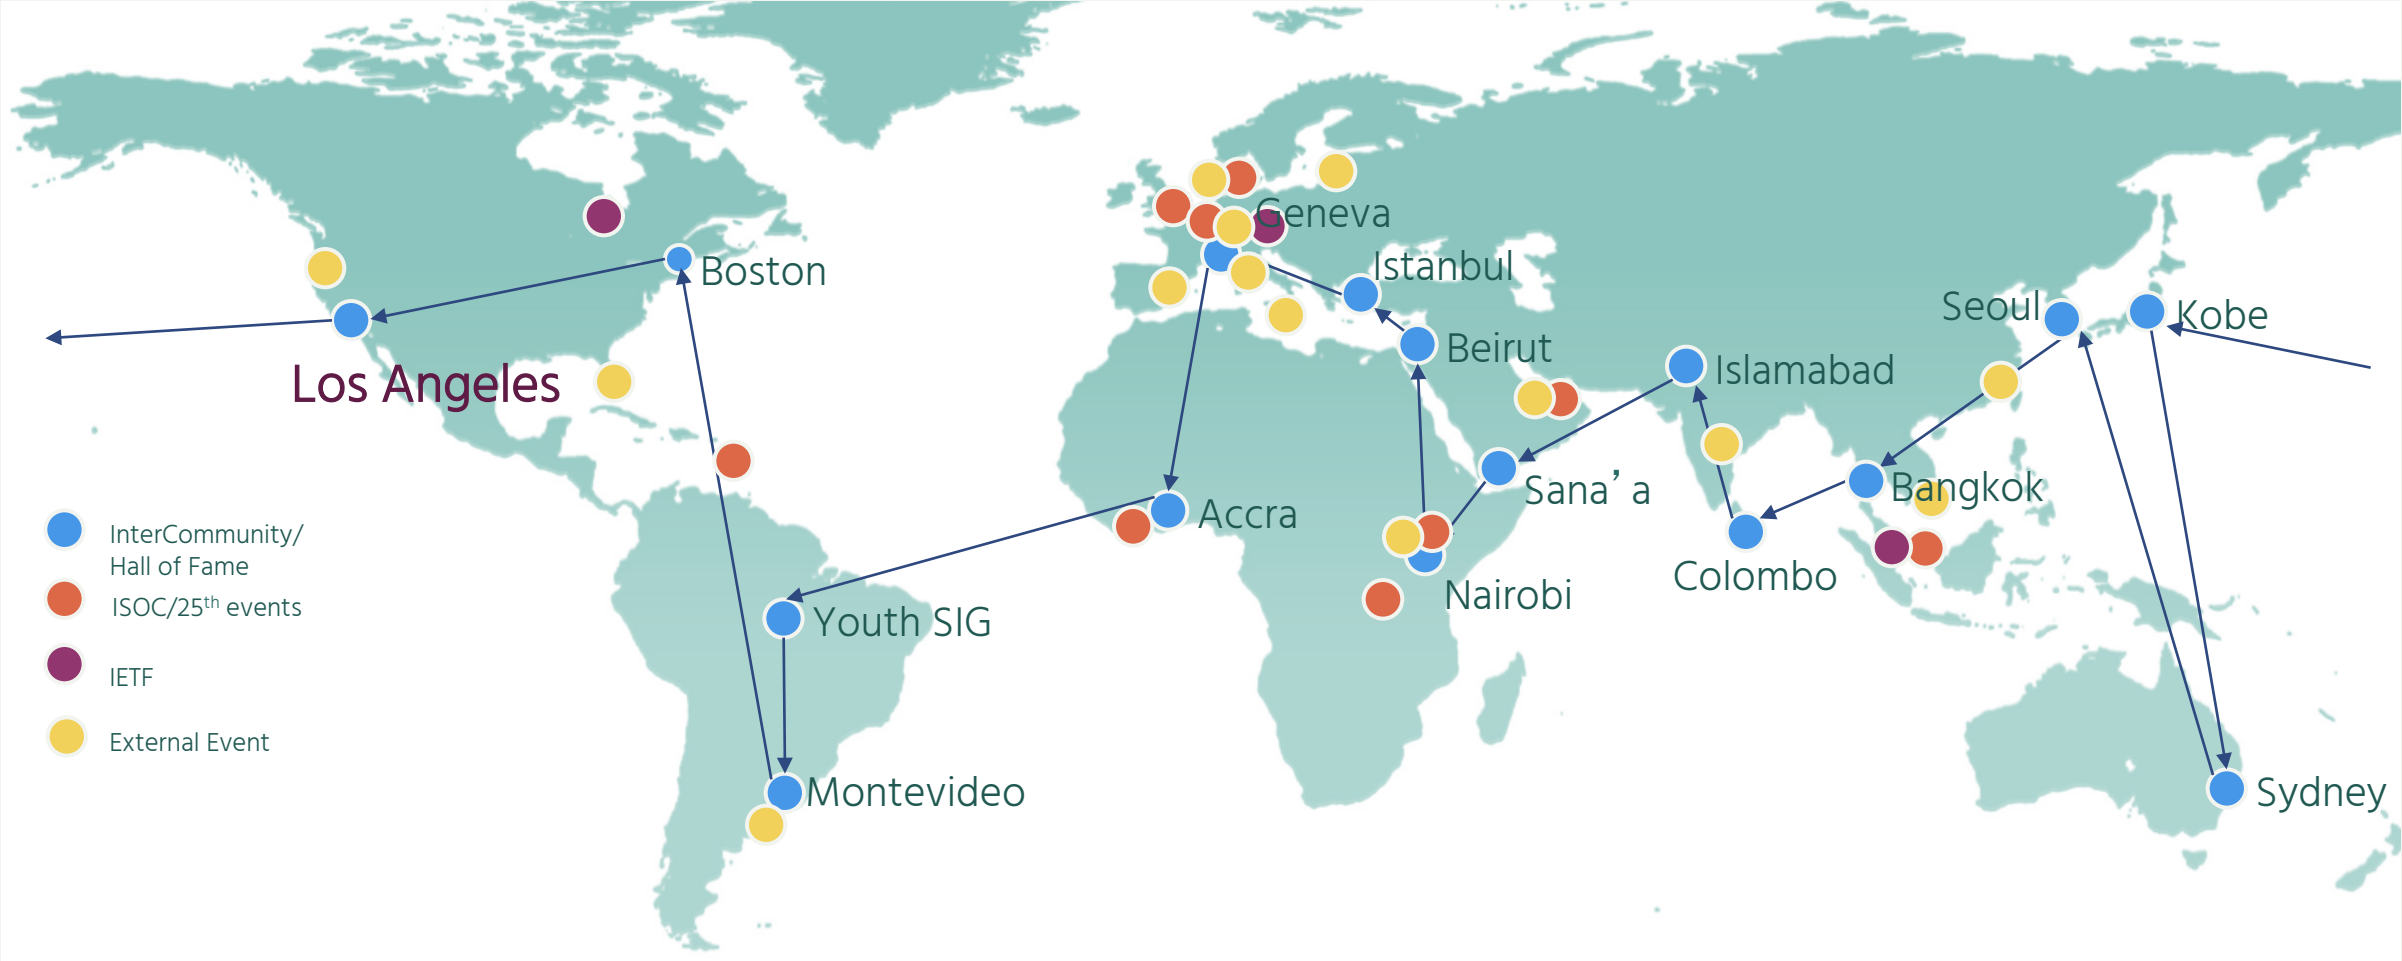 Geneva
Istanbul
Boston
Seoul
Kobe
Beirut
Islamabad
Los Angeles
Bangkok
Sana’a
Accra
InterCommunity/
Hall of Fame
Colombo
Nairobi
ISOC/25th events
Youth SIG
IETF
External Event
Montevideo
Sydney